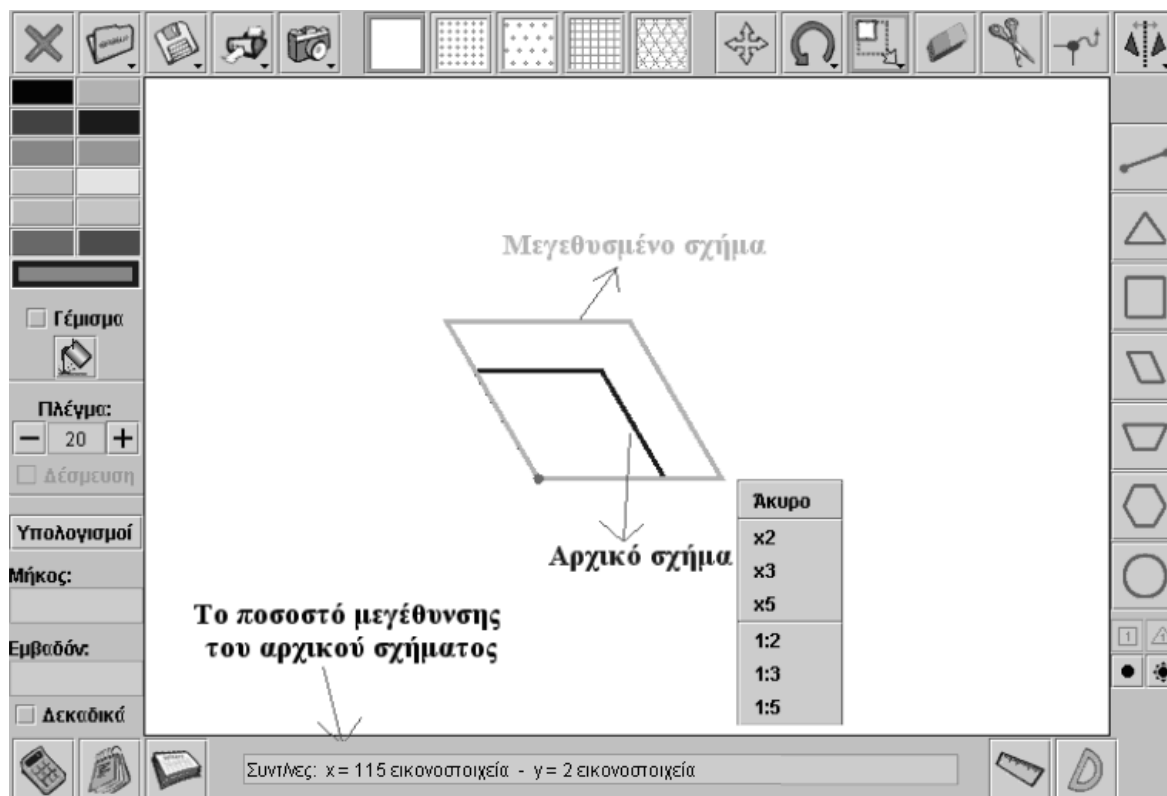 Γέμισμα
Πλέγμα:
20
Δέσμευση
Υπολογισμοί
Μήκος:
Εμβαδόν:
Δεκαδικά
Μεγεθυσμένο σχήμα
Αρχικό σχήμα
Το ποσοστό μεγέθυνσης
του αρχικού σχήματος
Άκυρο
x2
x3
x5
1:2
1:3
1:5
1
Συντ/νες: x = 115 εικονοστοιχεία - y = 2 εικονοστοιχεία